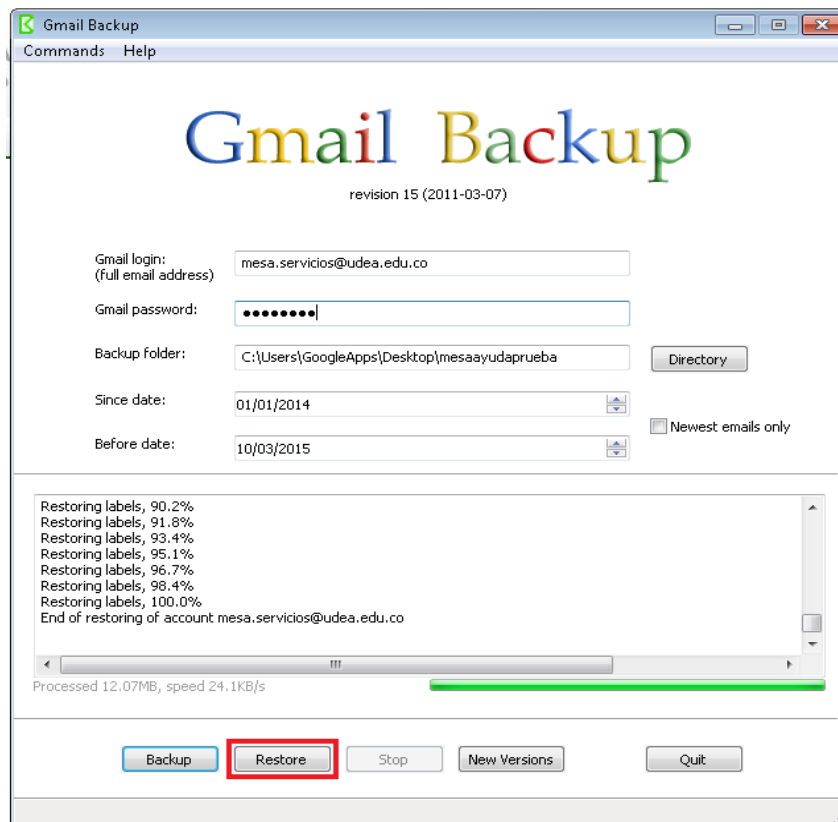 Gmail Backup
Commands Help
Gmail Backup
revision 15 (2011-03-07)
Gmail login:
(full email address)
mesa.servicios@udea.edu.co
Gmail password:
●●●●●●●●
Backup folder:
C:\Users\GoogleApps\Desktop\mesaayudaprueba
Directory
Since date:
01/01/2014
Newest emails only
Before date:
10/03/2015
Restoring labels, 90.2%
Restoring labels, 91.8%
Restoring labels, 93.4%
Restoring labels, 95.1%
Restoring labels, 96.7%
Restoring labels, 98.4%
Restoring labels, 100.0%
End of restoring of account mesa.servicios@udea.edu.co
Processed 12.07MB, speed 24.1KB/s
Backup Restore Stop New Versions Quit